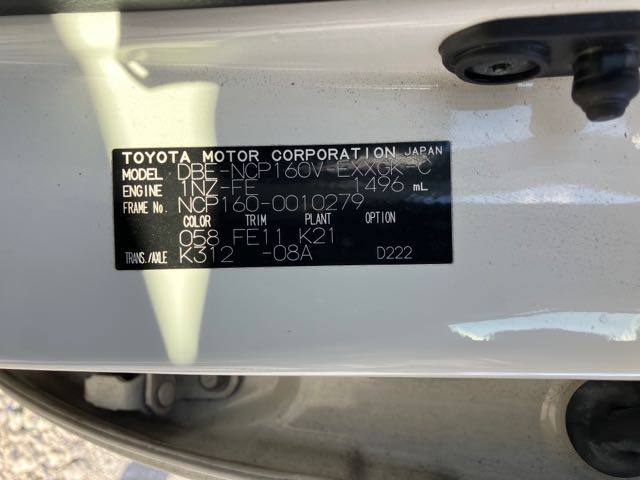 TOYOTA MOTOR CORPORATION JAPAN
MODEL DBE-NCP160V EXXGK-C
ENGINE 1NZ-FE 1496 mL
FRAME No. NCP160-0010279
COLOR TRIM PLANT OPTION
058 FE11 K21
TRANS./AXLE K312 -08A D222